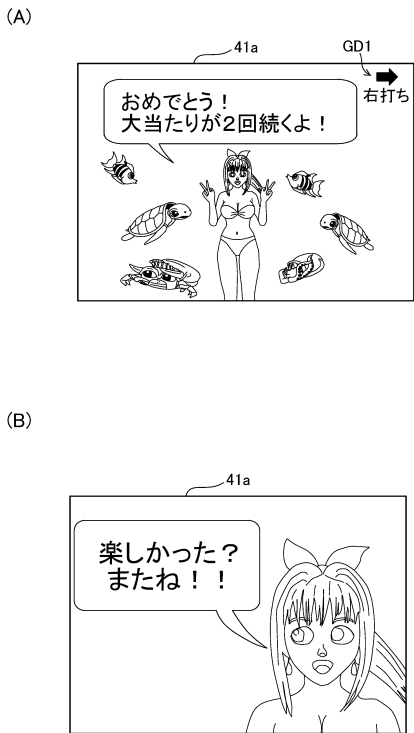 (A)
41a
GD1
右打ち
おめでとう！
大当たりが２回続くよ！
(B)
41a
楽しかった？
またね！！